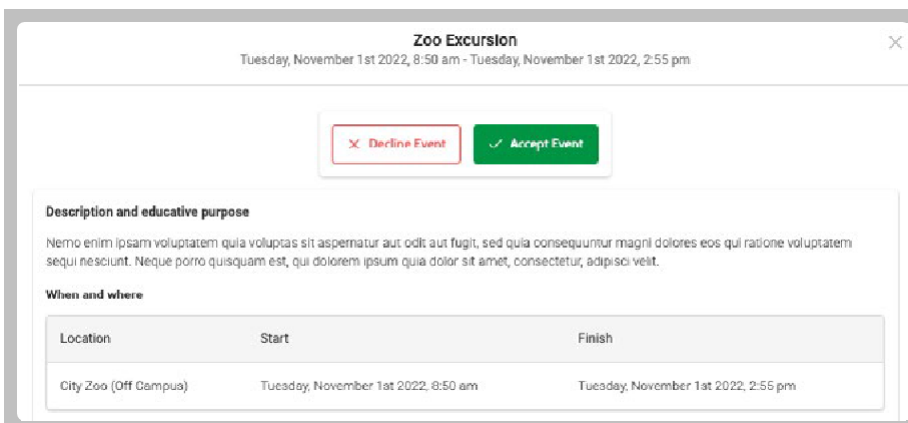 Zoo Excursion
Tuesday, November 1st 2022, 8:50 am - Tuesday, November 1st 2022, 2:55 pm
Decline Event
Accept Event
Description and educative purpose
Nemo enim ipsam voluptatem quia voluptas sit aspernatur aut odit aut fugit, sed quia consequuntur magni dolores eos qui ratione voluptatem
sequi nesciunt. Neque porro quisquam est, qui dolorem ipsum quia dolor sit amet, consectetur, adipisci velit.
When and where
Location Start Finish
City Zoo (Off Campus) Tuesday, November 1st 2022, 8:50 am Tuesday, November 1st 2022, 2:55 pm